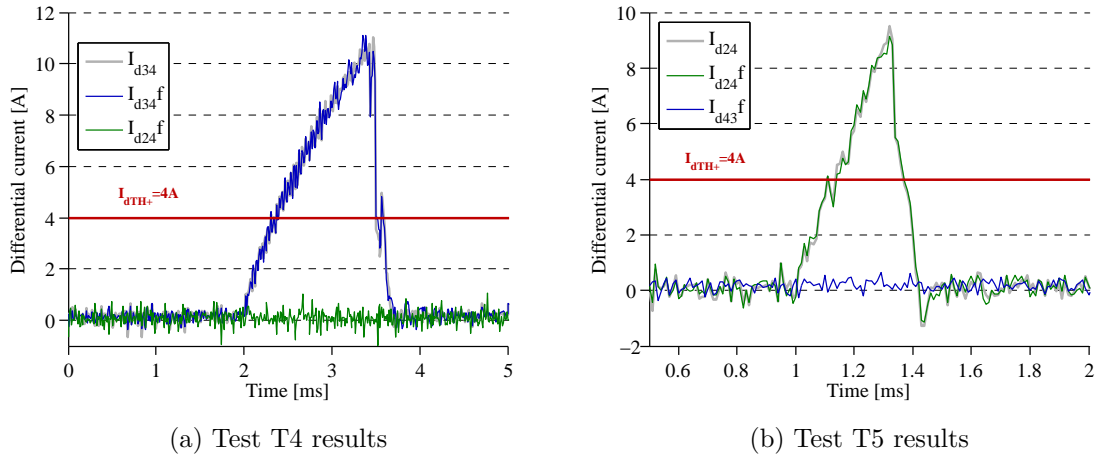 12
10
8
6
4
2
0
0
1
2
3
4
5
Differential current [A]
Time [ms]
I_d34
I_d34f
I_d24f
I_dTH+=4A
(a) Test T4 results
10
8
6
4
2
0
−2
0.6
0.8
1
1.2
1.4
1.6
1.8
2
Differential current [A]
Time [ms]
I_d24
I_d24f
I_d43f
I_dTH+=4A
(b) Test T5 results